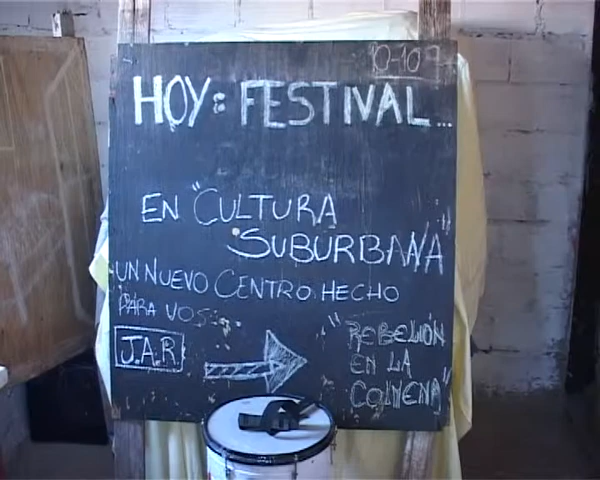 10-10
HOY: FESTIVAL...
EN "CULTURA
SUBURBANA"
UN NUEVO CENTRO HECHO
PARA VOS
J.A.R.
"REBELIÓN
EN LA
COLMENA"